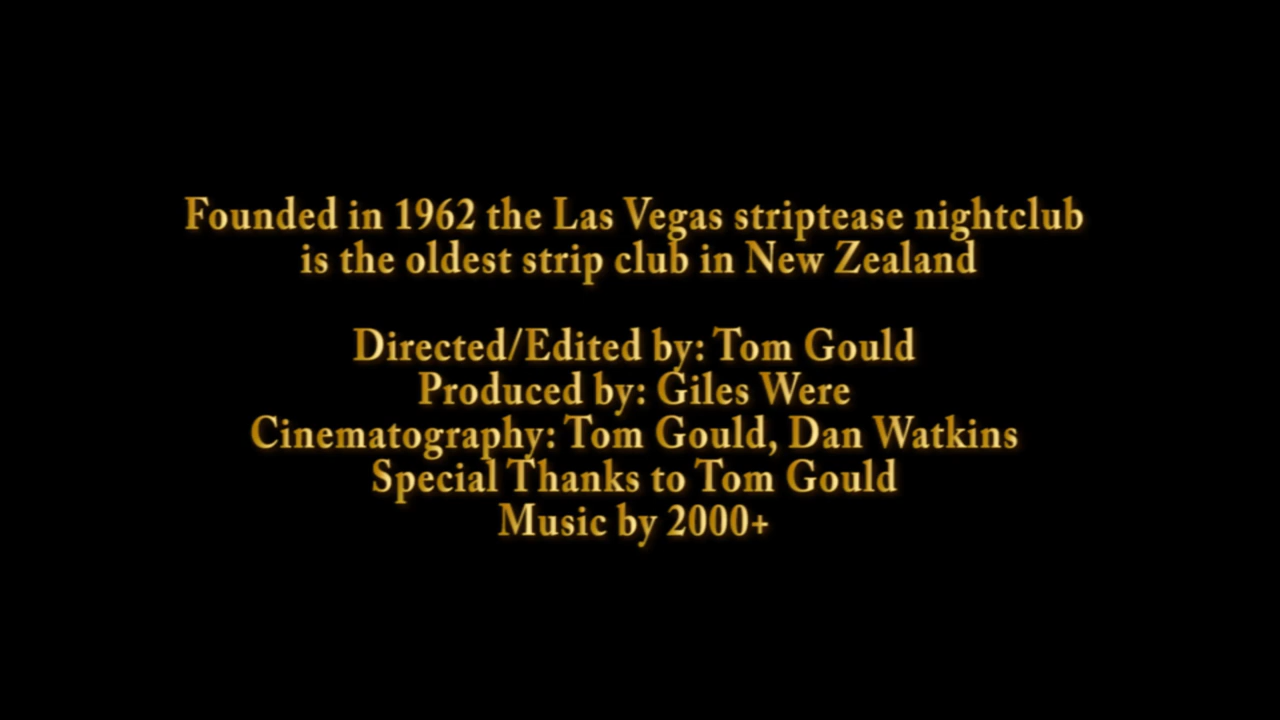 Founded in 1962 the Las Vegas striptease nightclub
is the oldest strip club in New Zealand
Directed/Edited by: Tom Gould
Produced by: Giles Were
Cinematography: Tom Gould, Dan Watkins
Special Thanks to Tom Gould
Music by 2000+